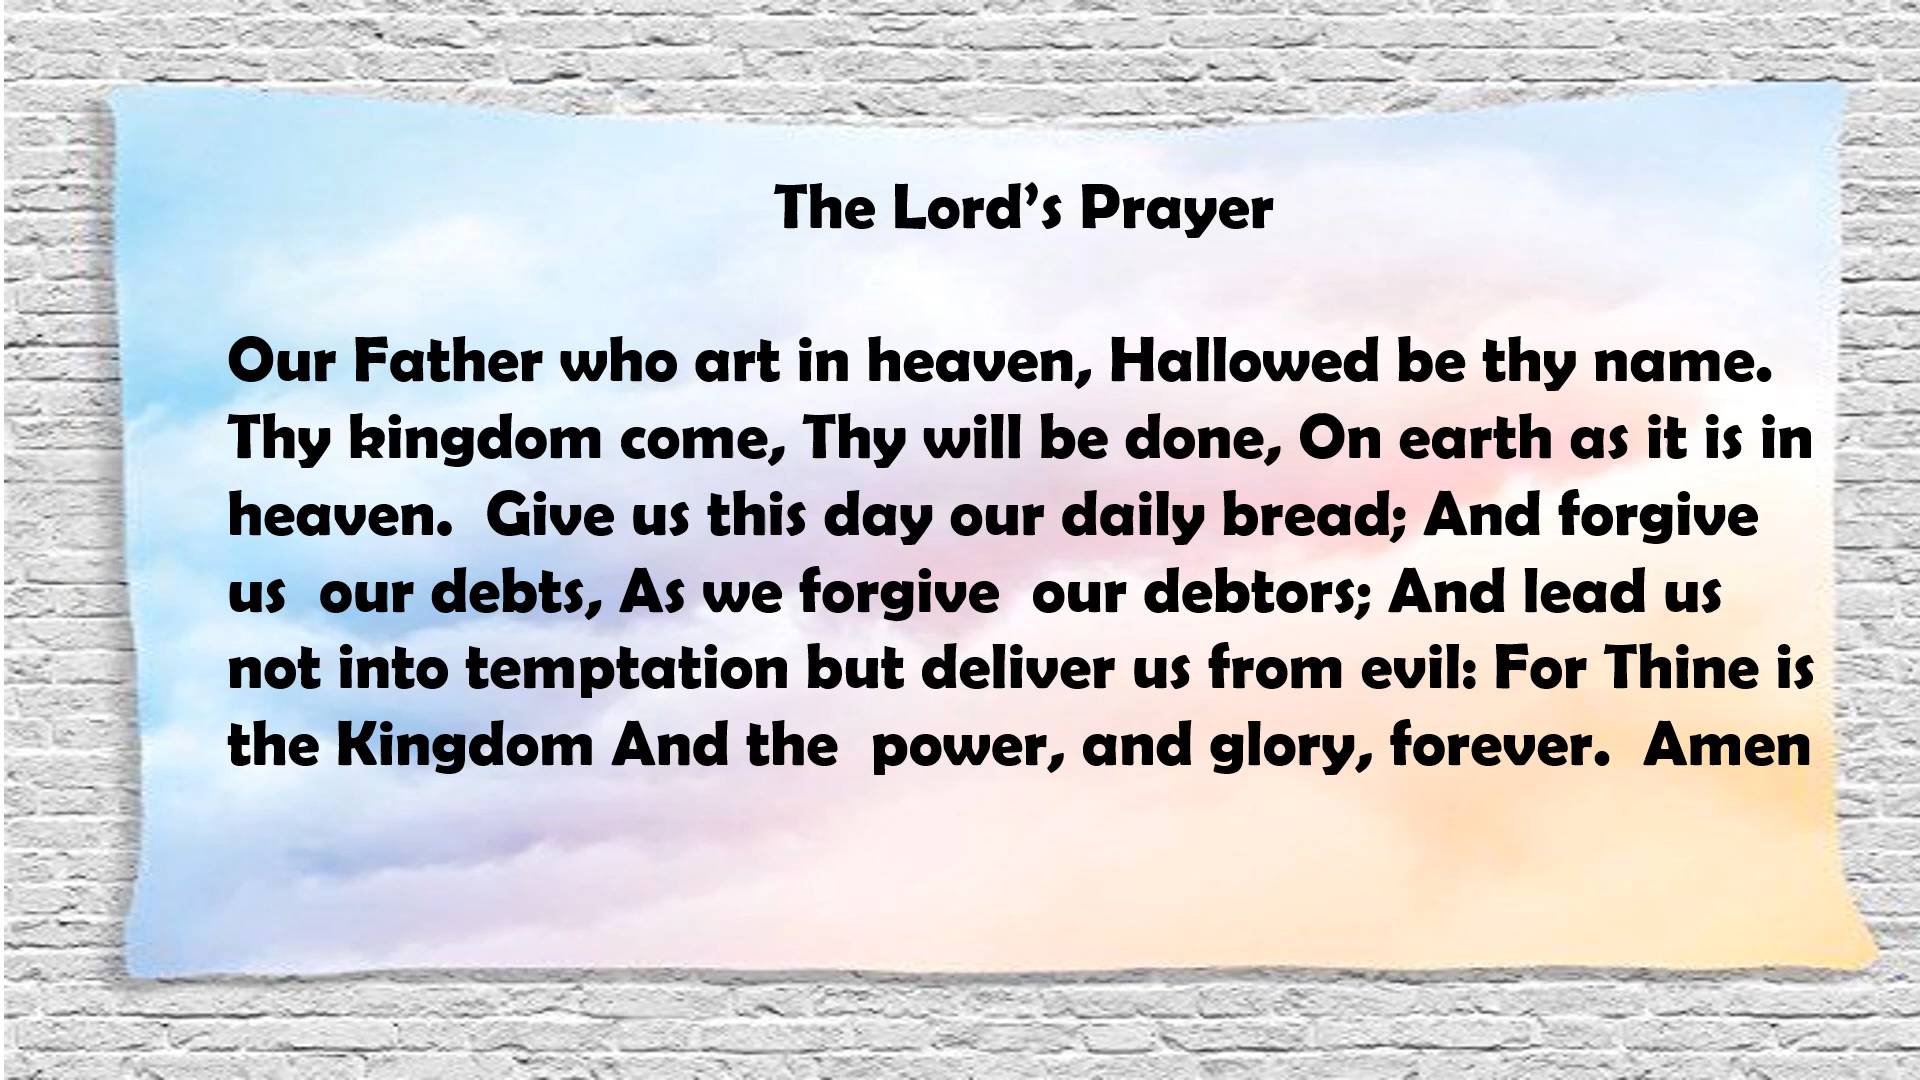 The Lord’s Prayer
Our Father who art in heaven, Hallowed be thy name.
Thy kingdom come, Thy will be done, On earth as it is in
heaven.  Give us this day our daily bread; And forgive
us  our debts, As we forgive  our debtors; And lead us
not into temptation but deliver us from evil: For Thine is
the Kingdom And the  power, and glory, forever.  Amen